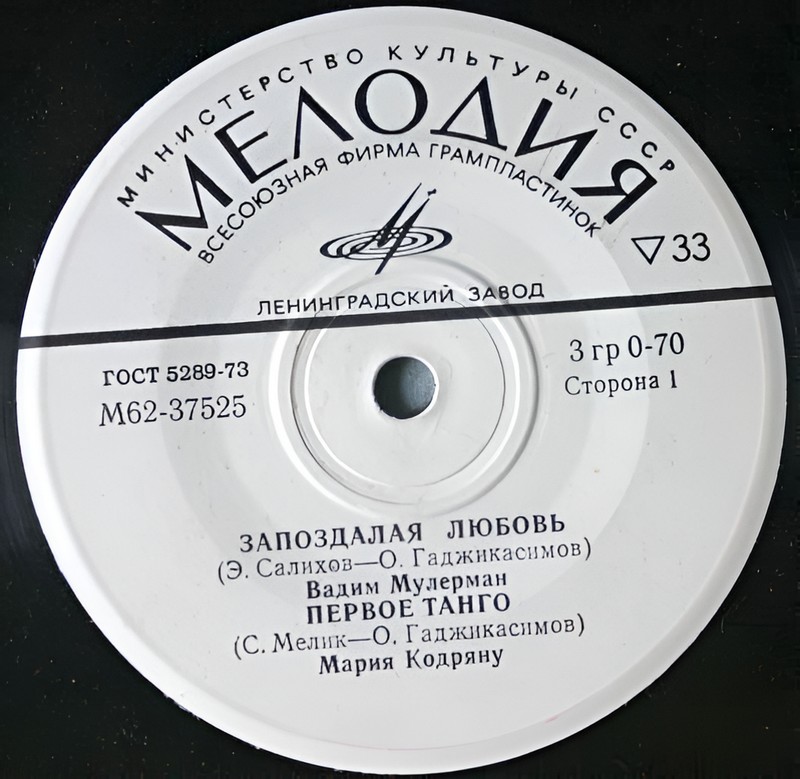 МИНИСТЕРСТВО КУЛЬТУРЫ СССР
МЕЛОДИЯ
ВСЕСОЮЗНАЯ ФИРМА ГРАМПЛАСТИНОК
▽33
ЛЕНИНГРАДСКИЙ ЗАВОД
ГОСТ 5289-73
М62-37525
3 гр 0-70
Сторона 1
ЗАПОЗДАЛАЯ ЛЮБОВЬ
(Э. Салихов—О. Гаджикасимов)
Вадим Мулерман
ПЕРВОЕ ТАНГО
(С. Мелик—О. Гаджикасимов)
Мария Кодряну